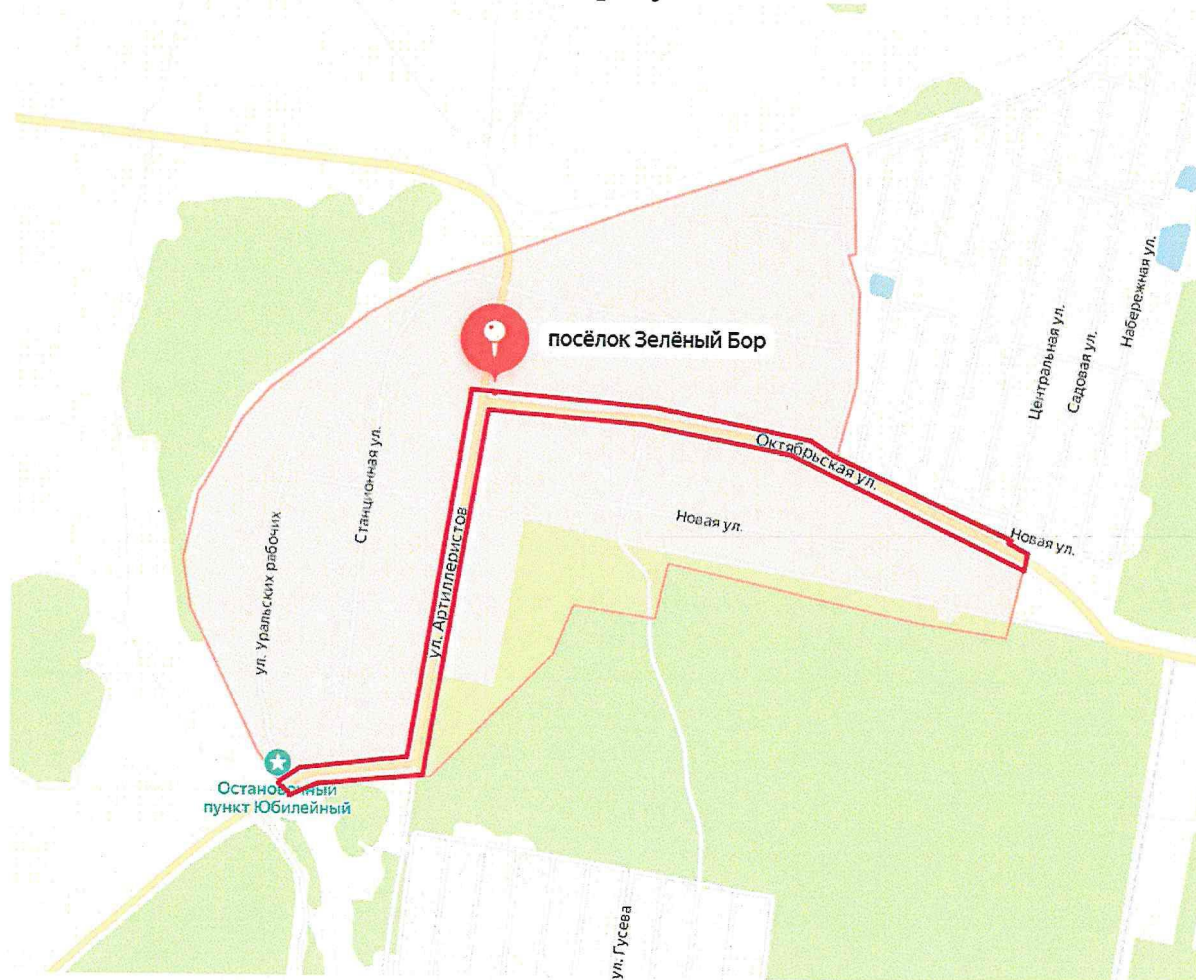 посёлок Зелёный Бор
Центральная ул.
Садовая ул.
Набережная ул.
Октябрьская ул.
Станционная ул.
Новая ул.
Новая ул.
ул. Артиллеристов
ул. Уральских рабочих
Остановочный
пункт Юбилейный
ул. Гусева